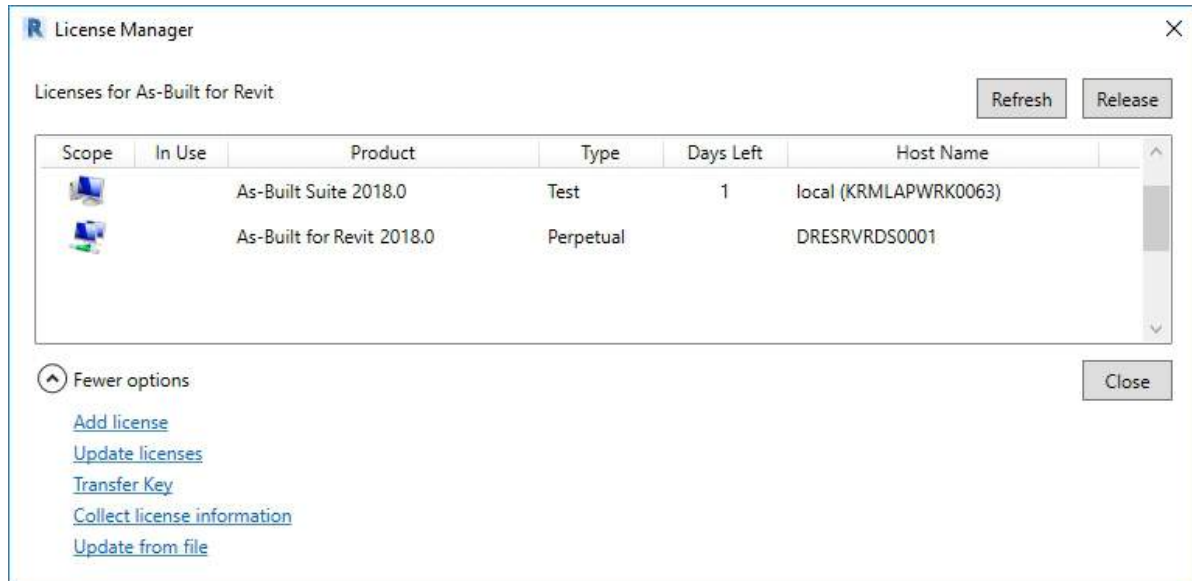 R License Manager
Licenses for As-Built for Revit
Refresh Release
Scope In Use Product Type Days Left Host Name
As-Built Suite 2018.0 Test 1 local (KRMLAPWRK0063)
As-Built for Revit 2018.0 Perpetual DRESRVRDS0001
Fewer options
Close
Add license
Update licenses
Transfer Key
Collect license information
Update from file